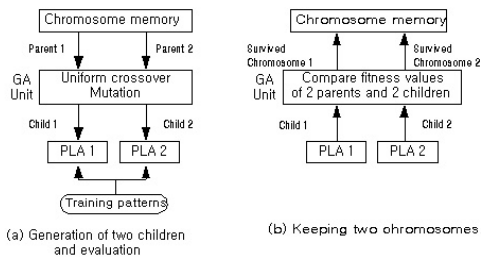 Chromosome memory
Parent 1
Parent 2
GA
Unit
Uniform crossover
Mutation
Child 1
Child 2
PLA 1
PLA 2
Training patterns
(a) Generation of two children
and evaluation
Chromosome memory
Survived
Chromosome 1
Survived
Chromosome 2
GA
Unit
Compare fitness values
of 2 parents and 2 children
Child 1
Child 2
PLA 1
PLA 2
(b) Keeping two ohromosomes